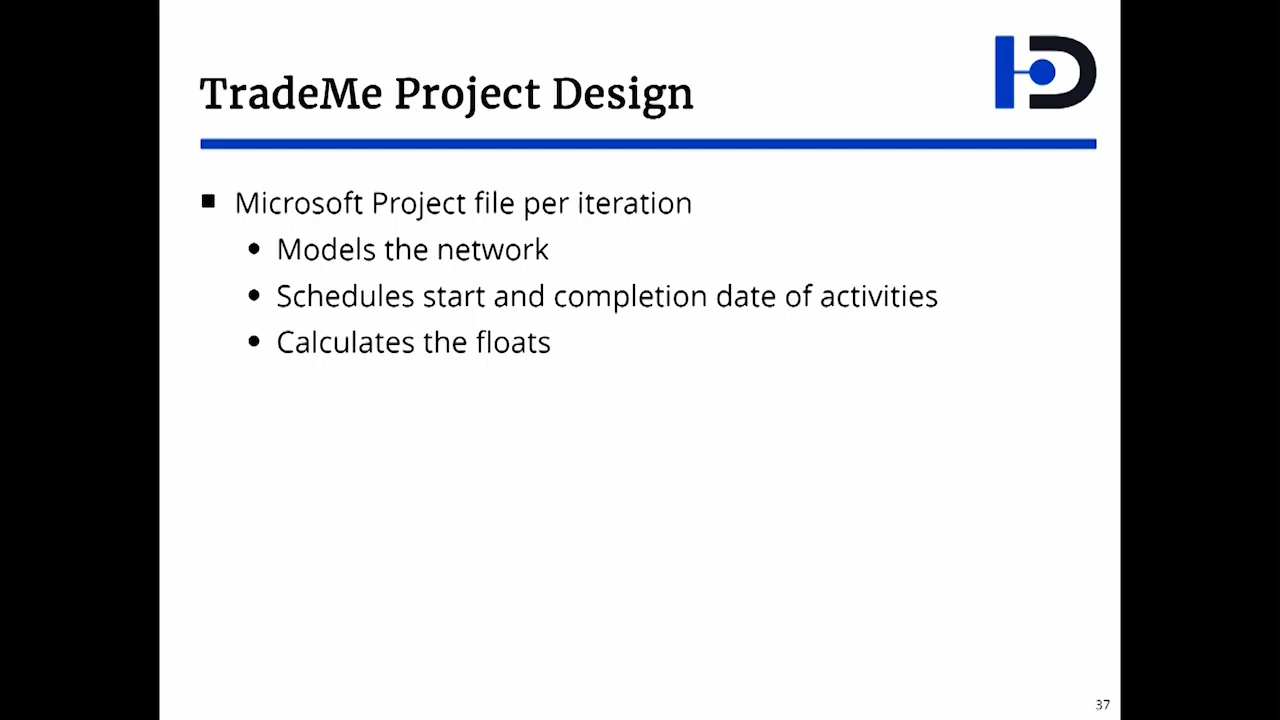 TradeMe Project Design
Microsoft Project file per iteration
Models the network
Schedules start and completion date of activities
Calculates the floats
37